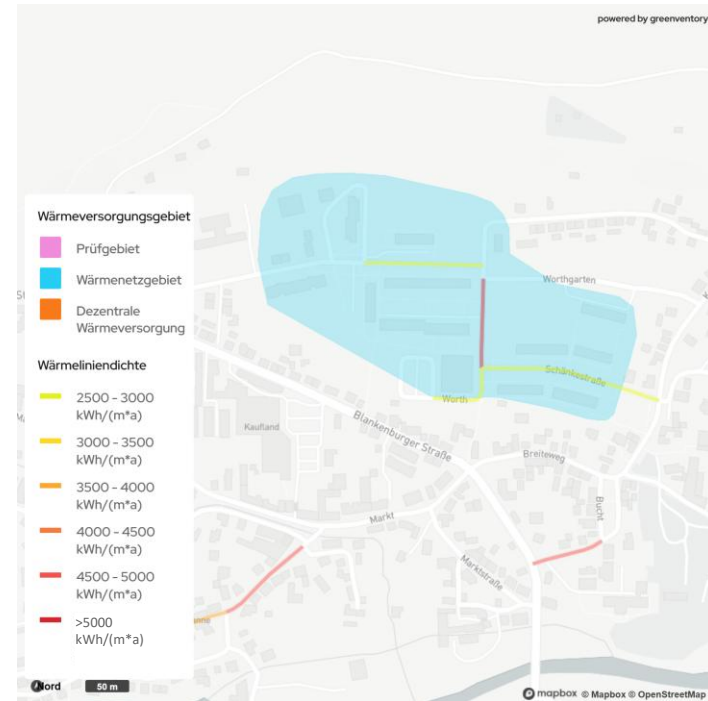 powered by greenventory
Wärmeversorgungsgebiet
Prüfgebiet
Wärmenetzgebiet
Dezentrale
Wärmeversorgung
Wärmeliniendichte
2500 - 3000
kWh/(m*a)
3000 - 3500
kWh/(m*a)
3500 - 4000
kWh/(m*a)
4000 - 4500
kWh/(m*a)
4500 - 5000
kWh/(m*a)
>5000
kWh/(m*a)
Worthgarten
Schänkstraße
Worth
Kaufland
Blankenburger Straße
Breiteweg
Markt
Bucht
Marktstraße
Nord
50 m
mapbox © Mapbox © OpenStreetMap